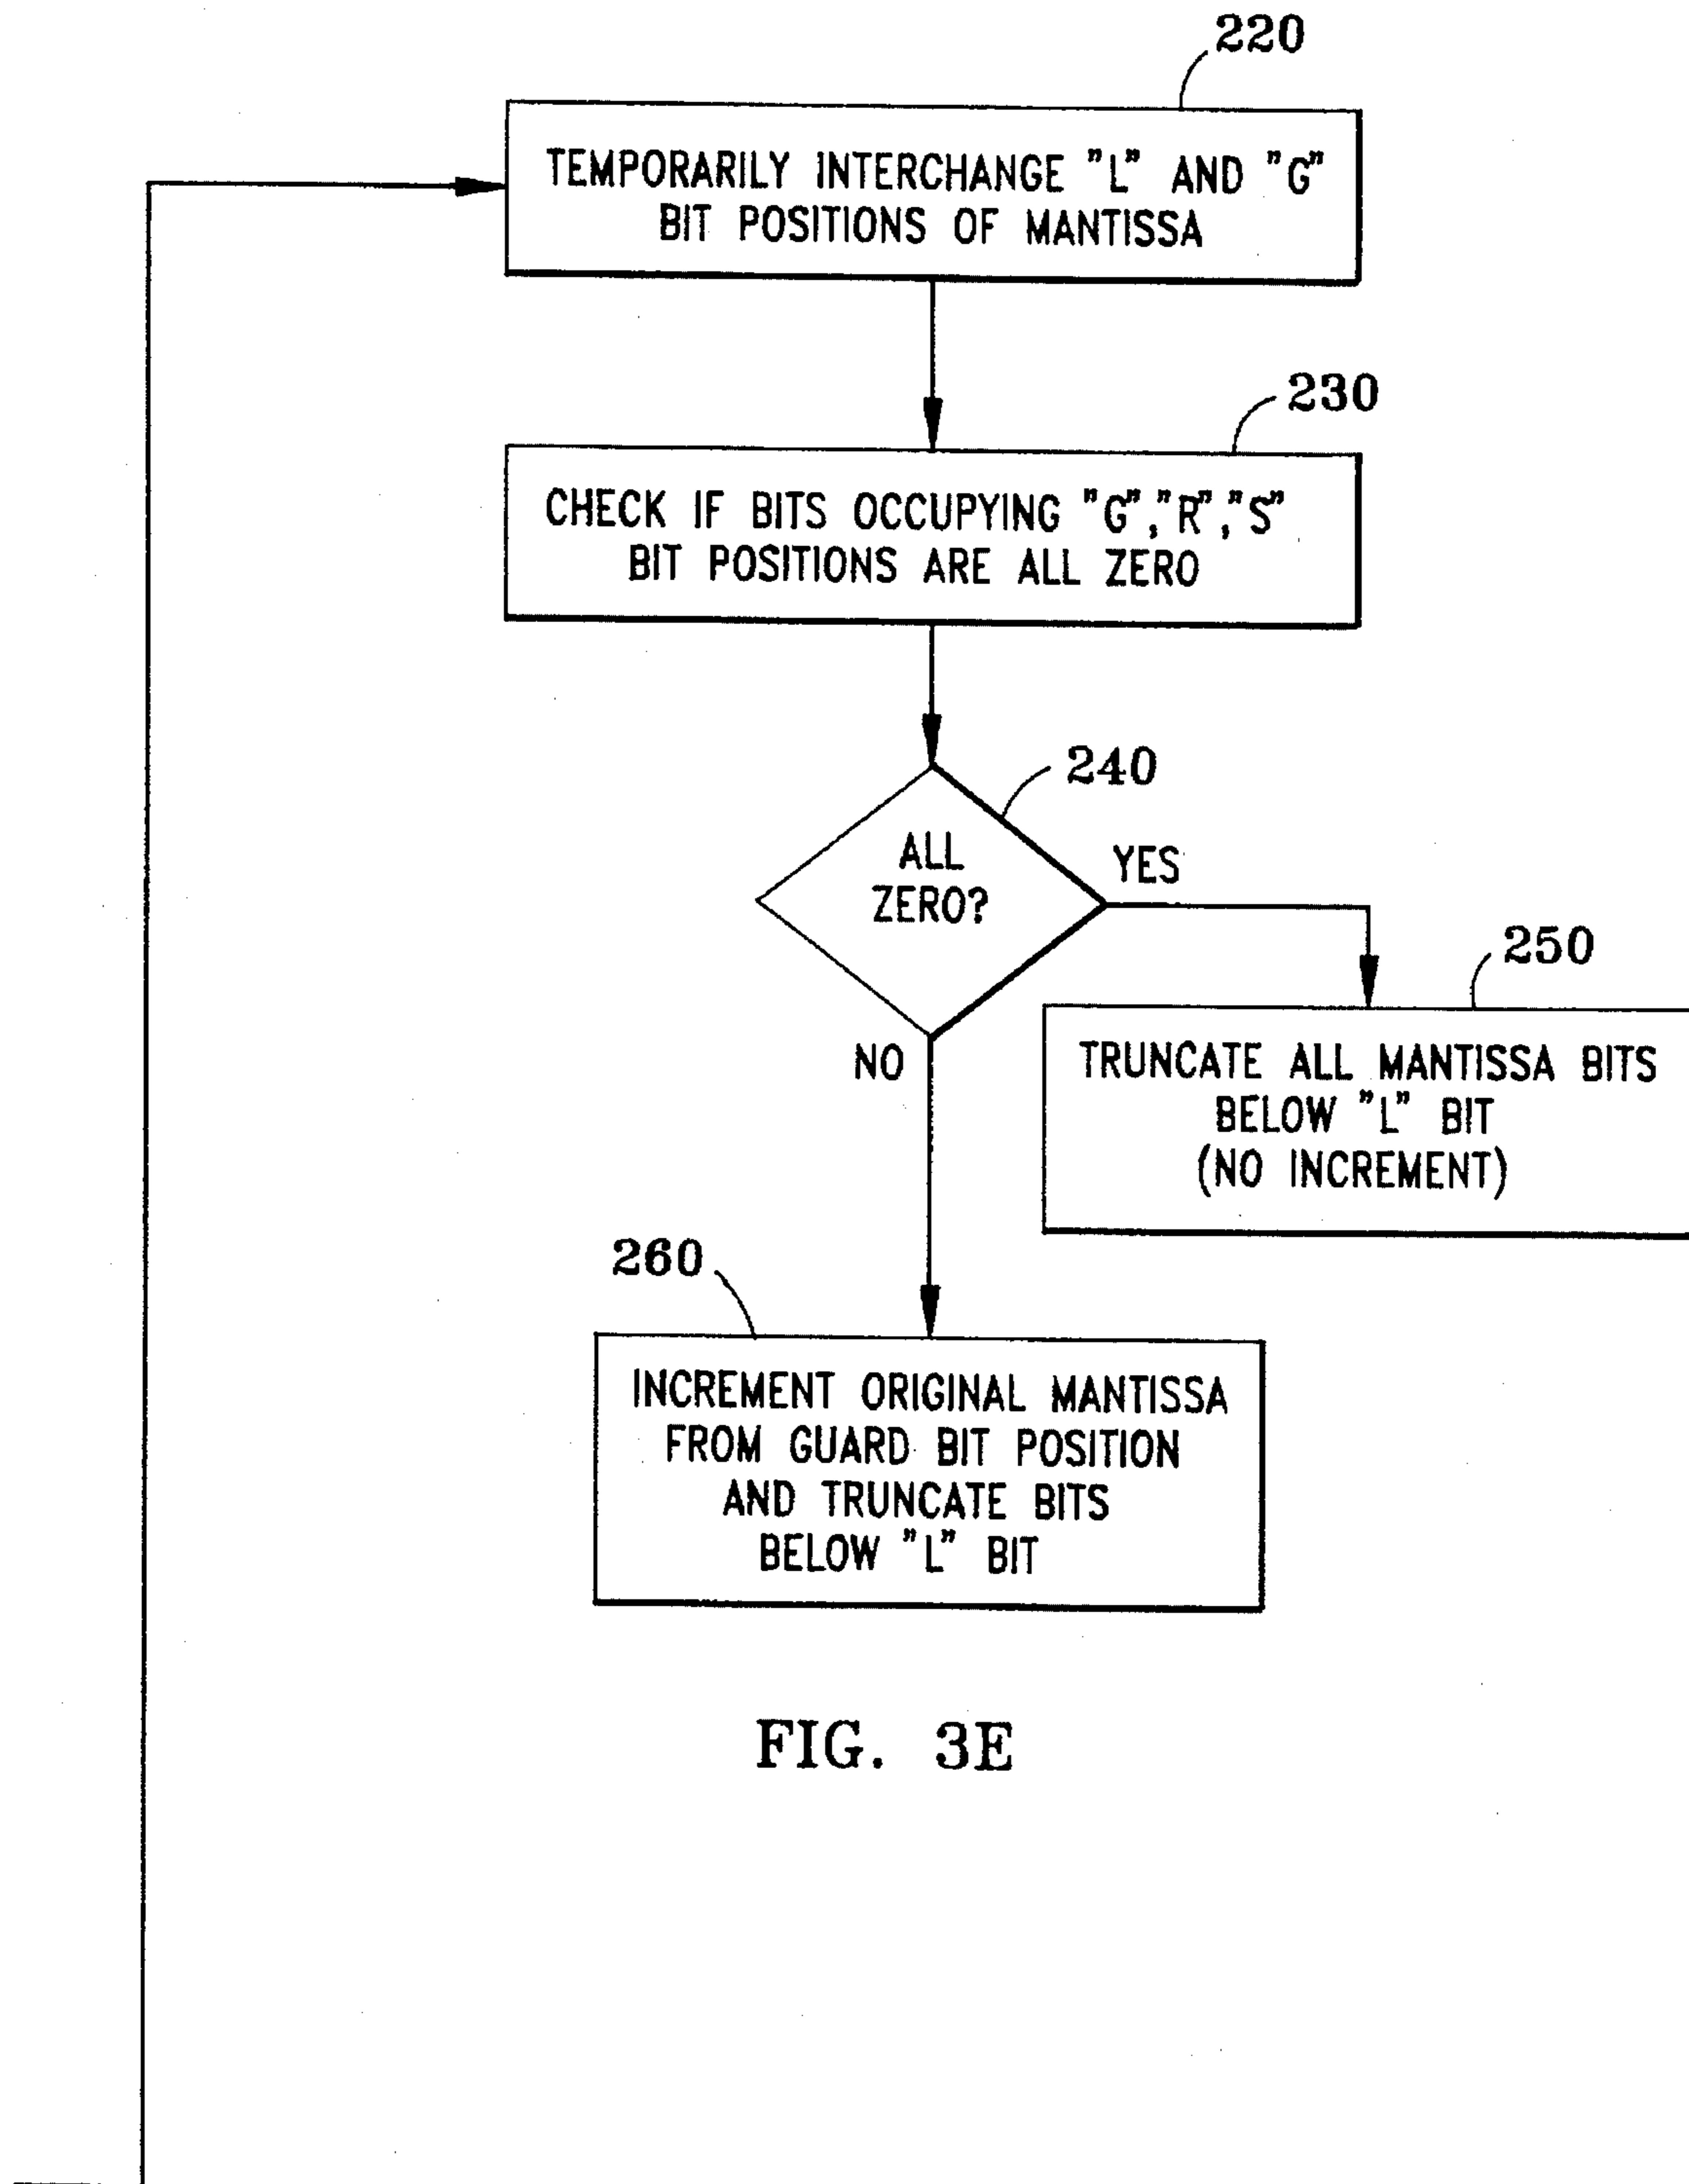 220
TEMPORARILY INTERCHANGE "L" AND "G"
BIT POSITIONS OF MANTISSA
230
CHECK IF BITS OCCUPYING "G","R","S"
BIT POSITIONS ARE ALL ZERO
240
ALL
ZERO?
YES
250
NO
TRUNCATE ALL MANTISSA BITS
BELOW "L" BIT
(NO INCREMENT)
260
INCREMENT ORIGINAL MANTISSA
FROM GUARD BIT POSITION
AND TRUNCATE BITS
BELOW "L" BIT
FIG. 3E